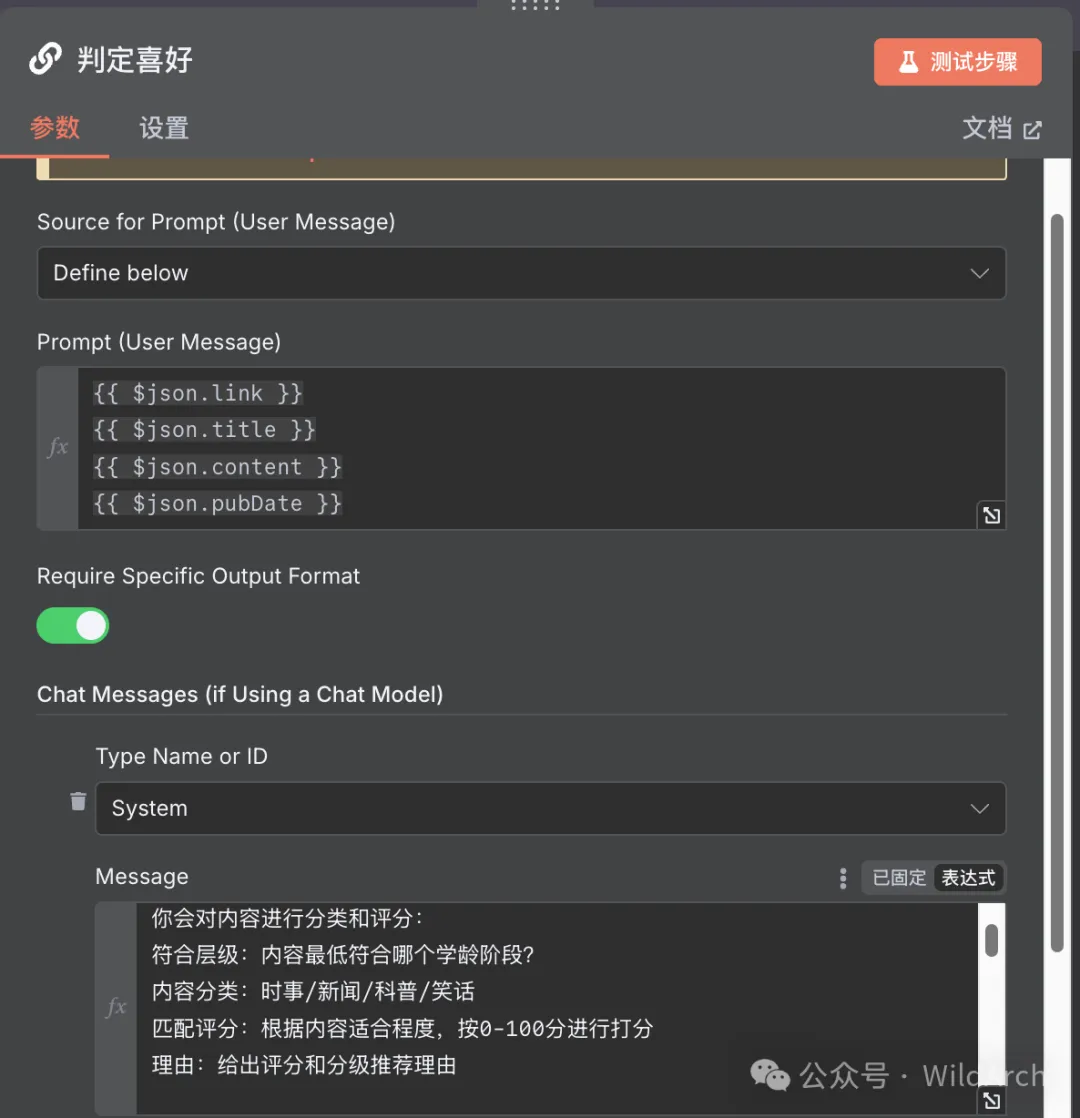 判定喜好
测试步骤
参数
设置
文档
Source for Prompt (User Message)
Define below
Prompt (User Message)
fx
{{ $json.link }}
{{ $json.title }}
{{ $json.content }}
{{ $json.pubDate }}
Require Specific Output Format
Chat Messages (if Using a Chat Model)
Type Name or ID
System
Message
已固定
表达式
fx
你会对内容进行分类和评分：
符合层级：内容最低符合哪个学龄阶段？
内容分类：时事/新闻/科普/笑话
匹配评分：根据内容适合程度，按0-100分进行打分
理由：给出评分和分级推荐理由
公众号 ·